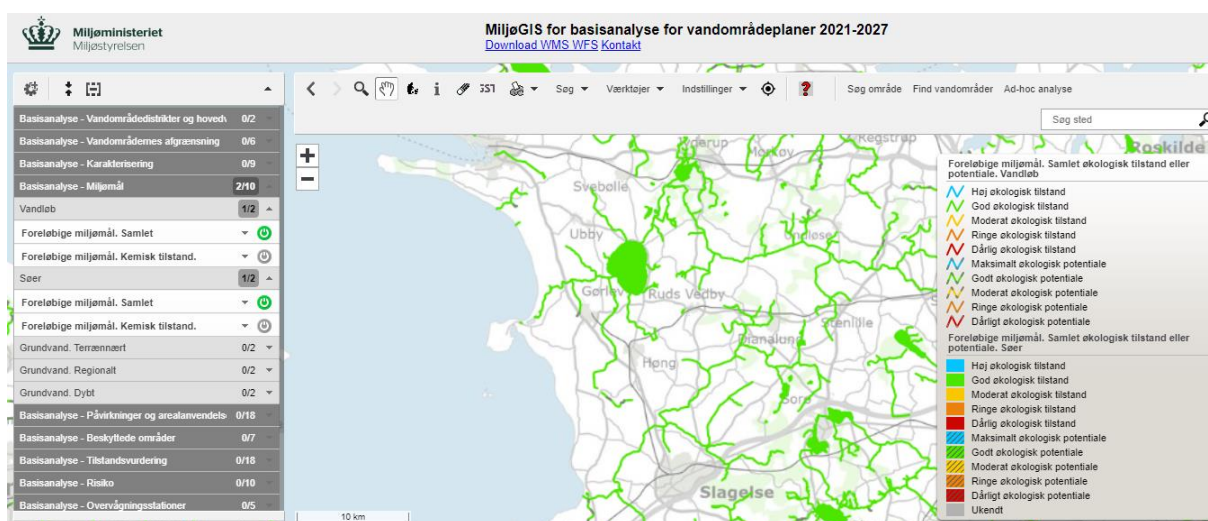 Miljøministeriet
Miljøstyrelsen
MiljøGIS for basisanalyse for vandområdeplaner 2021-2027
Download WMS WFS Kontakt
Søg Værktøjer Indstillinger Søg område Find vandområder Ad-hoc analyse
Søg sted
Basisanalyse - Vandområdedistrikter og hovedv 0/2
Basisanalyse - Vandområdernes afgrænsning 0/6
Basisanalyse - Karakterisering 0/9
Basisanalyse - Miljømål 2/10
Vandløb 1/2
Foreløbige miljømål. Samlet
Foreløbige miljømål. Kemisk tilstand.
Søer 1/2
Foreløbige miljømål. Samlet
Foreløbige miljømål. Kemisk tilstand.
Grundvand. Terrænnært 0/2
Grundvand. Regionalt 0/2
Grundvand. Dybt 0/2
Basisanalyse - Påvirkninger og arealanvendels 0/18
Basisanalyse - Beskyttede områder 0/7
Basisanalyse - Tilstandsvurdering 0/18
Basisanalyse - Risiko 0/10
Basisanalyse - Overvågningsstationer 0/5
+
−
Regstrup
Roskilde
Mørkøv
Svebølle
Ubby
Undløse
Gørlev
Ruds Vedby
Stenlille
Dianalund
Høng
Sorø
Slagelse
10 km
Foreløbige miljømål. Samlet økologisk tilstand eller
potentiale. Vandløb
Høj økologisk tilstand
God økologisk tilstand
Moderat økologisk tilstand
Ringe økologisk tilstand
Dårlig økologisk tilstand
Maksimalt økologisk potentiale
Godt økologisk potentiale
Moderat økologisk potentiale
Ringe økologisk potentiale
Dårligt økologisk potentiale
Foreløbige miljømål. Samlet økologisk tilstand eller
potentiale. Søer
Høj økologisk tilstand
God økologisk tilstand
Moderat økologisk tilstand
Ringe økologisk tilstand
Dårlig økologisk tilstand
Maksimalt økologisk potentiale
Godt økologisk potentiale
Moderat økologisk potentiale
Ringe økologisk potentiale
Dårligt økologisk potentiale
Ukendt